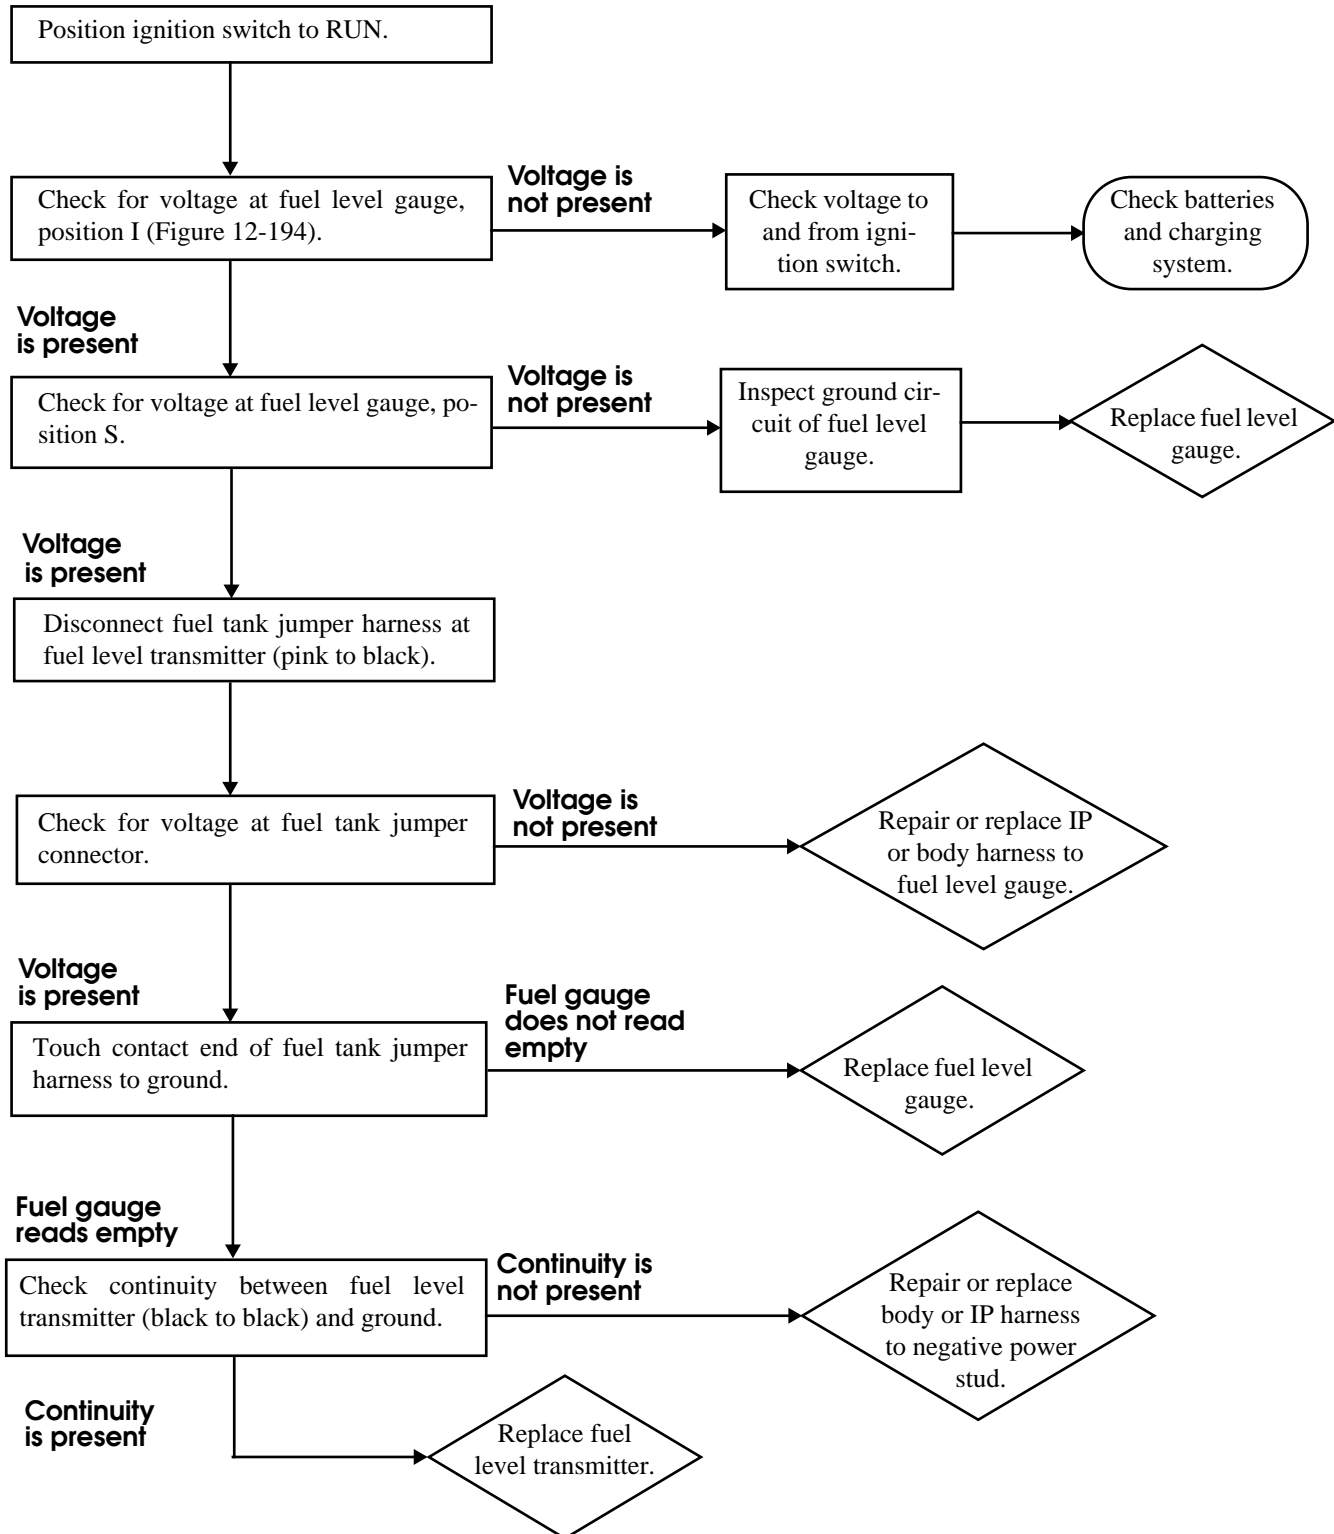 Position ignition switch to RUN.
Check for voltage at fuel level gauge,
position I (Figure 12-194).
Voltage is
not present
Check voltage to
and from igni-
tion switch.
Check batteries
and charging
system.
Voltage
is present
Check for voltage at fuel level gauge, po-
sition S.
Voltage is
not present
Inspect ground cir-
cuit of fuel level
gauge.
Replace fuel level
gauge.
Voltage
is present
Disconnect fuel tank jumper harness at
fuel level transmitter (pink to black).
Check for voltage at fuel tank jumper
connector.
Voltage is
not present
Repair or replace IP
or body harness to
fuel level gauge.
Voltage
is present
Touch contact end of fuel tank jumper
harness to ground.
Fuel gauge
does not read
empty
Replace fuel level
gauge.
Fuel gauge
reads empty
Check continuity between fuel level
transmitter (black to black) and ground.
Continuity is
not present
Repair or replace
body or IP harness
to negative power
stud.
Continuity
is present
Replace fuel
level transmitter.